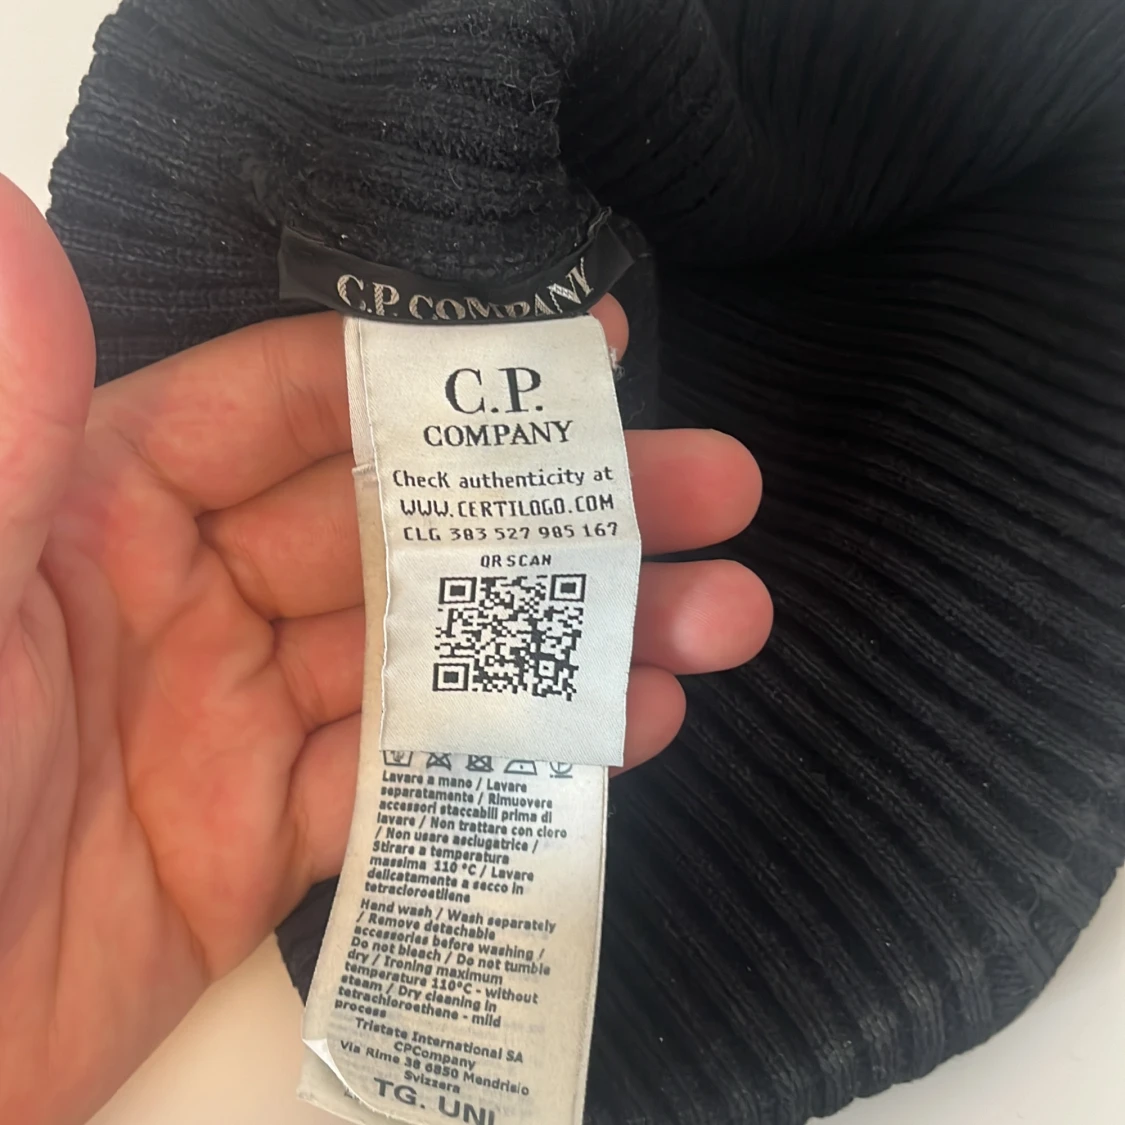 C.P. COMPANY
C.P.
COMPANY
Check authenticity at
WWW.CERTILOGO.COM
CLG 383 527 985 167
QR SCAN
Lavare a mano / Lavare
separatamente / Rimuovere
accessori staccabili prima di
lavare / Non trattare con cloro
/ Non usare asciugatrice /
Stirare a temperatura
massima 110 °C / Lavare
delicatamente a secco in
tetracloroetilene
Hand wash / Wash separately
/ Remove detachable
accessories before washing /
Do not bleach / Do not tumble
dry / Ironing maximum
temperature 110°C - without
steam / Dry cleaning in
tetrachloroethene - mild
process
Tristate International SA
CPCompany
Via Rime 38 6850 Mendrisio
Svizzera
TG. UNI